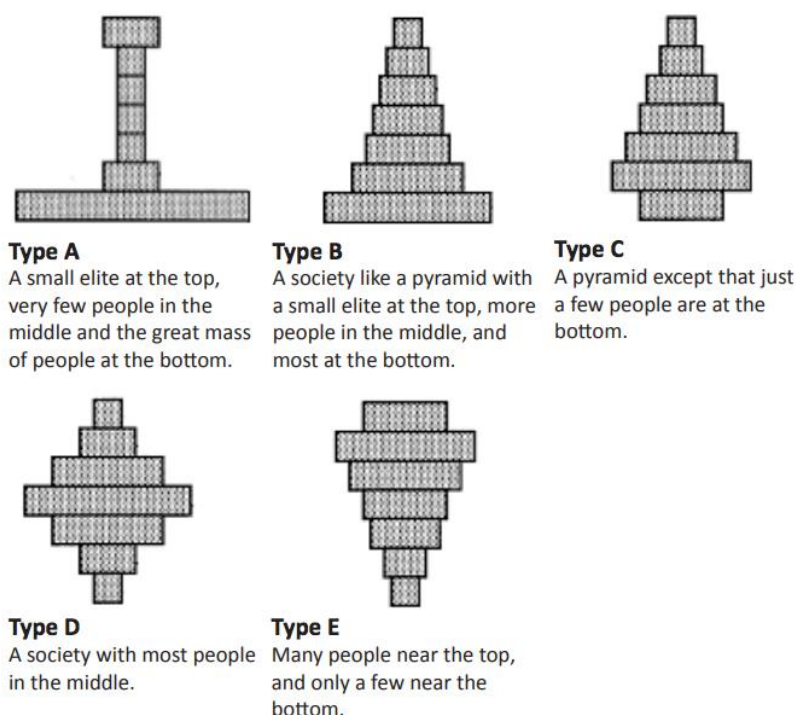 Type A
A small elite at the top,
very few people in the
middle and the great mass
of people at the bottom.
Type B
A society like a pyramid with
a small elite at the top, more
people in the middle, and
most at the bottom.
Type C
A pyramid except that just
a few people are at the
bottom.
Type D
A society with most people
in the middle.
Type E
Many people near the top,
and only a few near the
bottom.